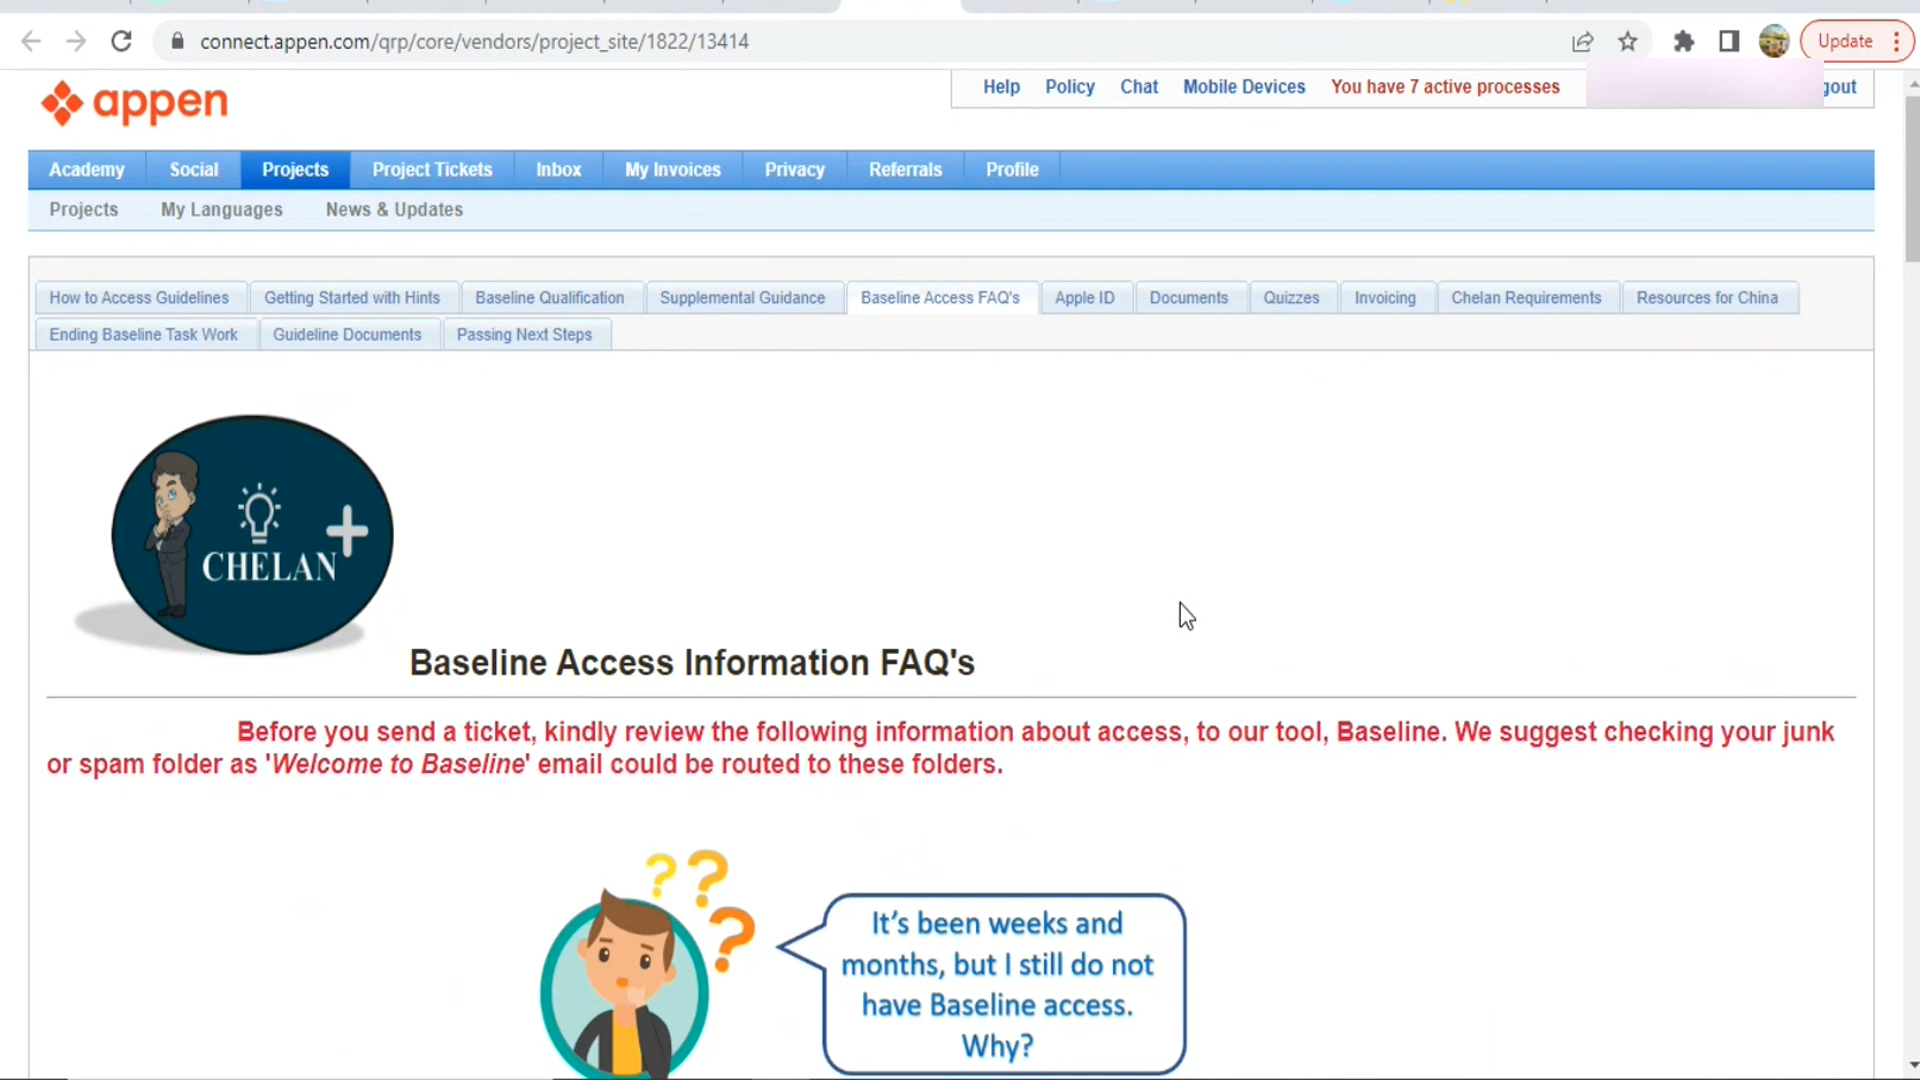 connect.appen.com/qrp/core/vendors/project_site/1822/13414
Update
appen
Help Policy Chat Mobile Devices You have 7 active processes gout
Academy Social Projects Project Tickets Inbox My Invoices Privacy Referrals Profile
Projects My Languages News & Updates
How to Access Guidelines Getting Started with Hints Baseline Qualification Supplemental Guidance Baseline Access FAQ's Apple ID Documents Quizzes Invoicing Chelan Requirements Resources for China
Ending Baseline Task Work Guideline Documents Passing Next Steps
CHELAN
+
Baseline Access Information FAQ's
Before you send a ticket, kindly review the following information about access, to our tool, Baseline. We suggest checking your junk
or spam folder as 'Welcome to Baseline' email could be routed to these folders.
? ? ?
It's been weeks and
months, but I still do not
have Baseline access.
Why?